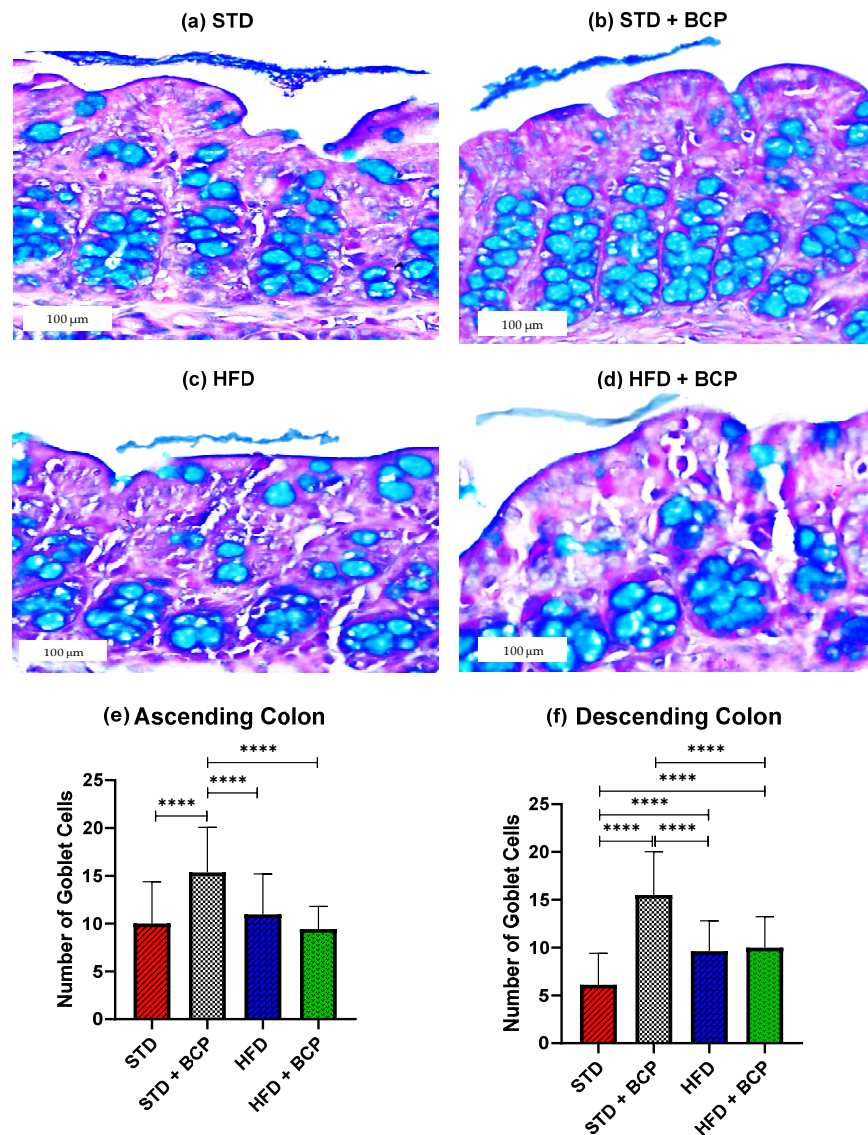 (a) STD
(b) STD + BCP
100 µm
100 µm
(c) HFD
(d) HFD + BCP
100 µm
100 µm
(e) Ascending Colon
Number of Goblet Cells
25
20
15
10
5
0
****
****
****
STD
STD + BCP
HFD
HFD + BCP
(f) Descending Colon
Number of Goblet Cells
25
20
15
10
5
0
****
****
****
****
****
STD
STD + BCP
HFD
HFD + BCP